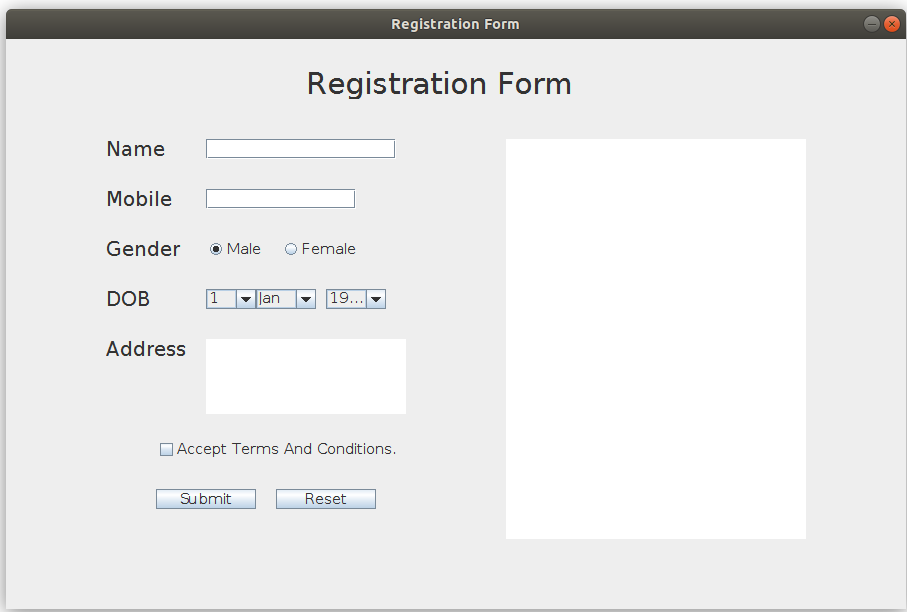 Registration Form
Registration Form
Name
Mobile
Gender Male Female
DOB 1 Jan 19...
Address
Accept Terms And Conditions.
Submit Reset